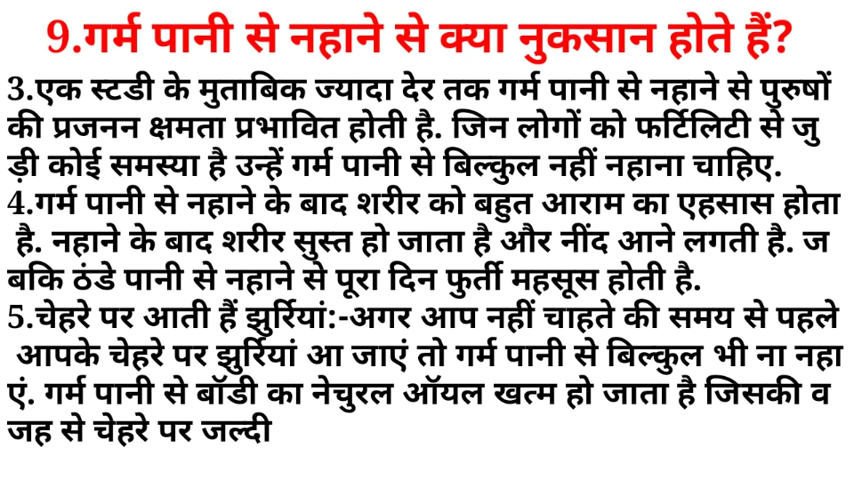 9.गर्म पानी से नहाने से क्या नुकसान होते हैं?
3.एक स्टडी के मुताबिक ज्यादा देर तक गर्म पानी से नहाने से पुरुषों
की प्रजनन क्षमता प्रभावित होती है. जिन लोगों को फर्टिलिटी से जु
ड़ी कोई समस्या है उन्हें गर्म पानी से बिल्कुल नहीं नहाना चाहिए.
4.गर्म पानी से नहाने के बाद शरीर को बहुत आराम का एहसास होता
है. नहाने के बाद शरीर सुस्त हो जाता है और नींद आने लगती है. ज
बकि ठंडे पानी से नहाने से पूरा दिन फुर्ती महसूस होती है.
5.चेहरे पर आती हैं झुर्रियां:-अगर आप नहीं चाहते की समय से पहले
आपके चेहरे पर झुर्रियां आ जाएं तो गर्म पानी से बिल्कुल भी ना नहा
एं. गर्म पानी से बॉडी का नेचुरल ऑयल खत्म हो जाता है जिसकी व
जह से चेहरे पर जल्दी